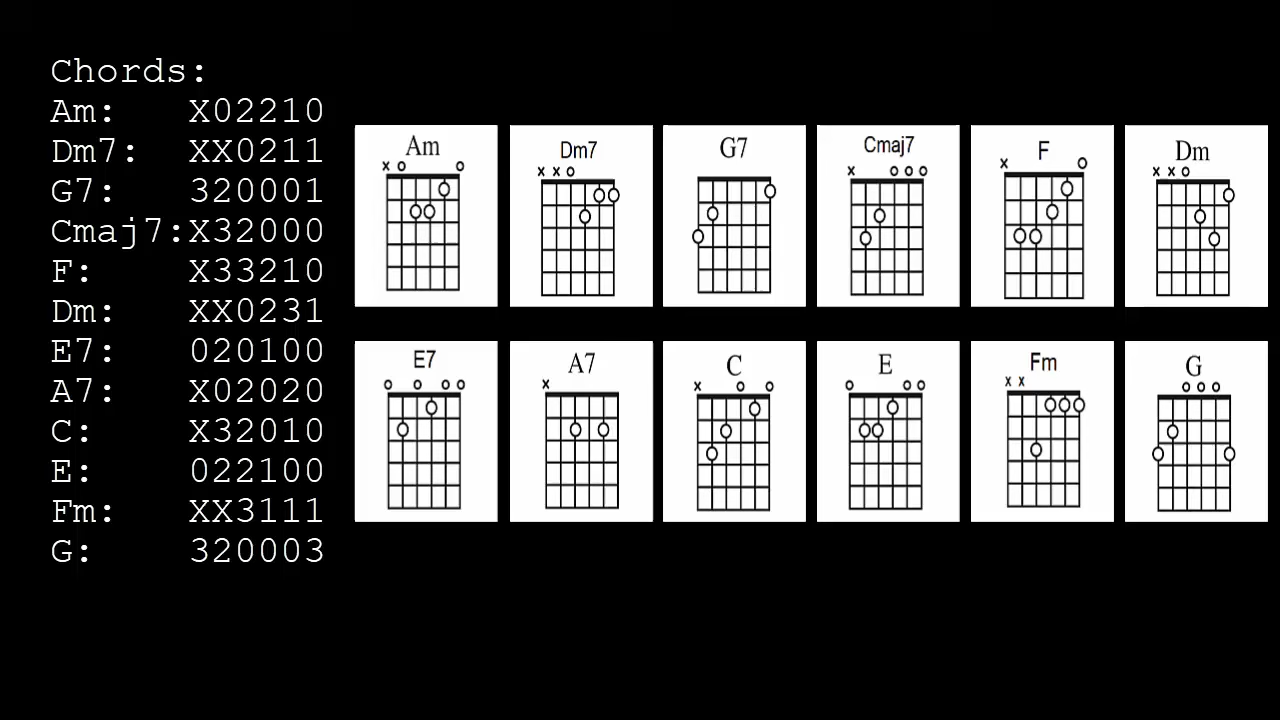 Chords:
Am: X02210
Dm7: XX0211
G7: 320001
Cmaj7:X32000
F: X33210
Dm: XX0231
E7: 020100
A7: X02020
C: X32010
E: 022100
Fm: XX3111
G: 320003
Am
x o o
Dm7
x x o
G7
Cmaj7
x o o o
F
x o
Dm
x x o
E7
o o o o
A7
x
C
x o o
E
o o o
Fm
x x
G
o o o